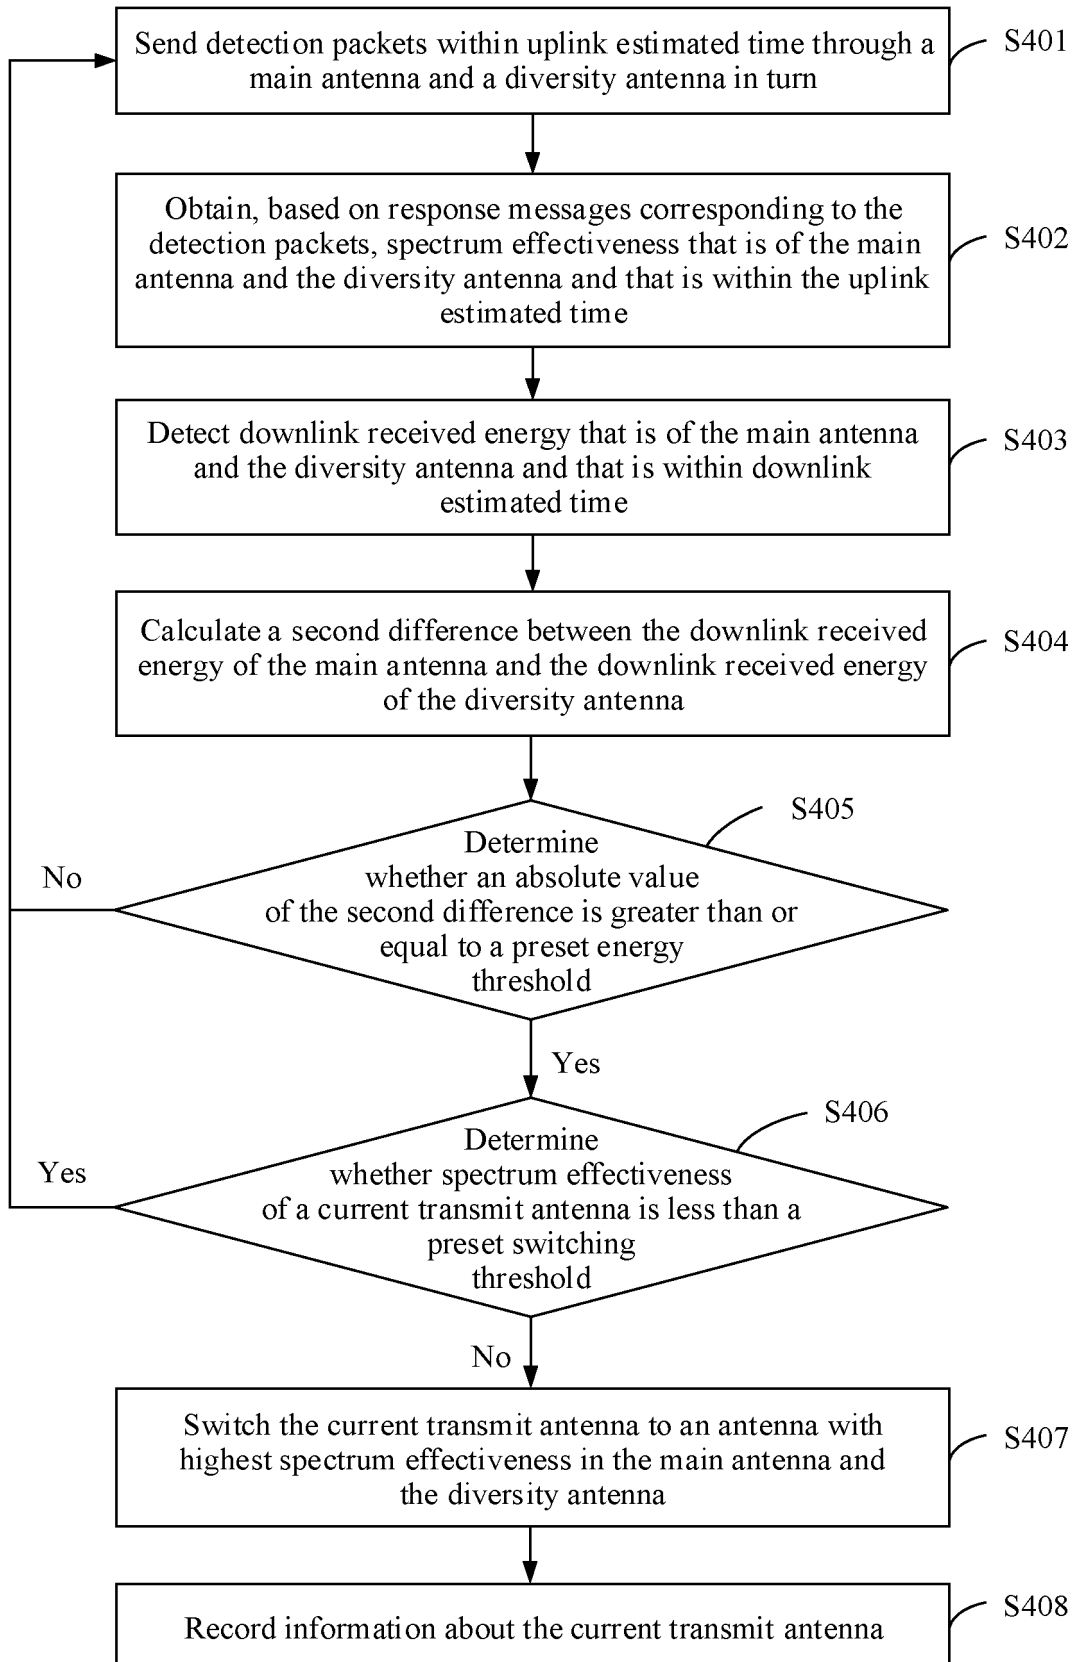 Send detection packets within uplink estimated time through a
main antenna and a diversity antenna in turn
S401
Obtain, based on response messages corresponding to the
detection packets, spectrum effectiveness that is of the main
antenna and the diversity antenna and that is within the uplink
estimated time
S402
Detect downlink received energy that is of the main antenna
and the diversity antenna and that is within downlink
estimated time
S403
Calculate a second difference between the downlink received
energy of the main antenna and the downlink received energy
of the diversity antenna
S404
S405
Determine
whether an absolute value
of the second difference is greater than or
equal to a preset energy
threshold
No
Yes
S406
Determine
whether spectrum effectiveness
of a current transmit antenna is less than a
preset switching
threshold
Yes
No
Switch the current transmit antenna to an antenna with
highest spectrum effectiveness in the main antenna and
the diversity antenna
S407
Record information about the current transmit antenna
S408